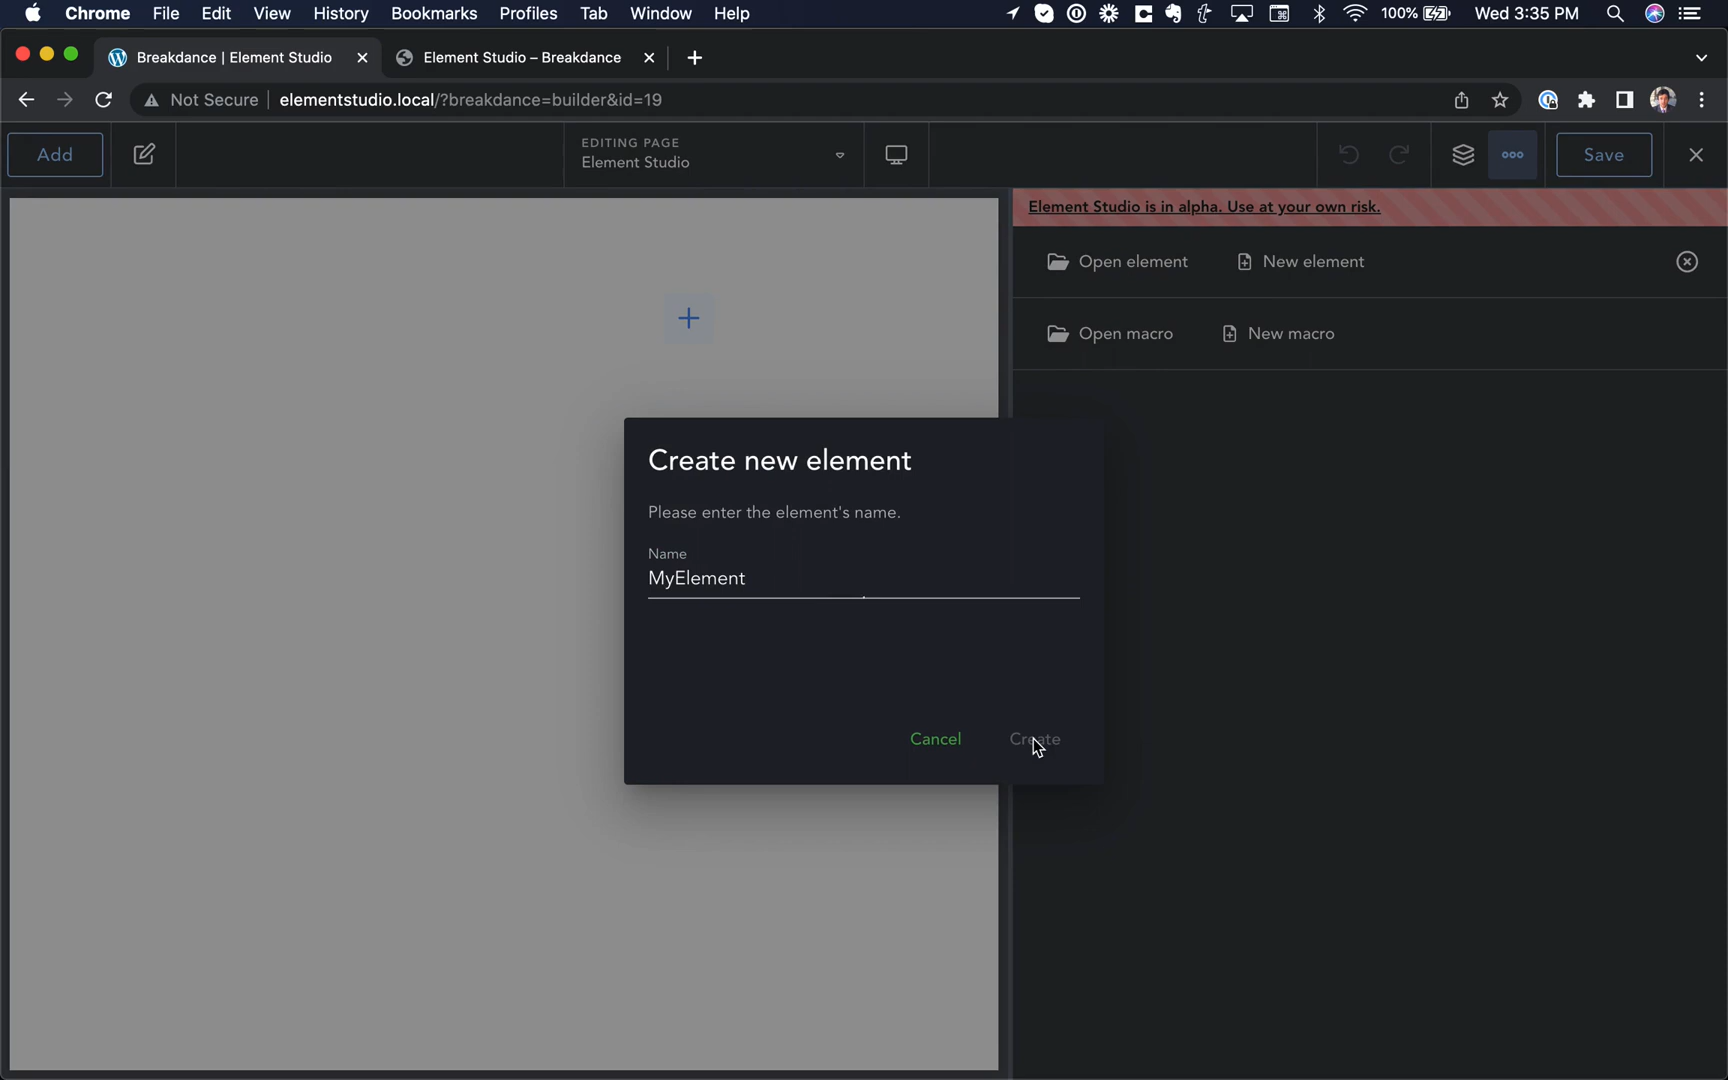 Chrome File Edit View History Bookmarks Profiles Tab Window Help 100% Wed 3:35 PM
Breakdance | Element Studio
Element Studio – Breakdance
Not Secure elementstudio.local/?breakdance=builder&id=19
Add
EDITING PAGE
Element Studio
Save
Element Studio is in alpha. Use at your own risk.
Open element New element
Open macro New macro
Create new element
Please enter the element's name.
Name
MyElement
Cancel Create